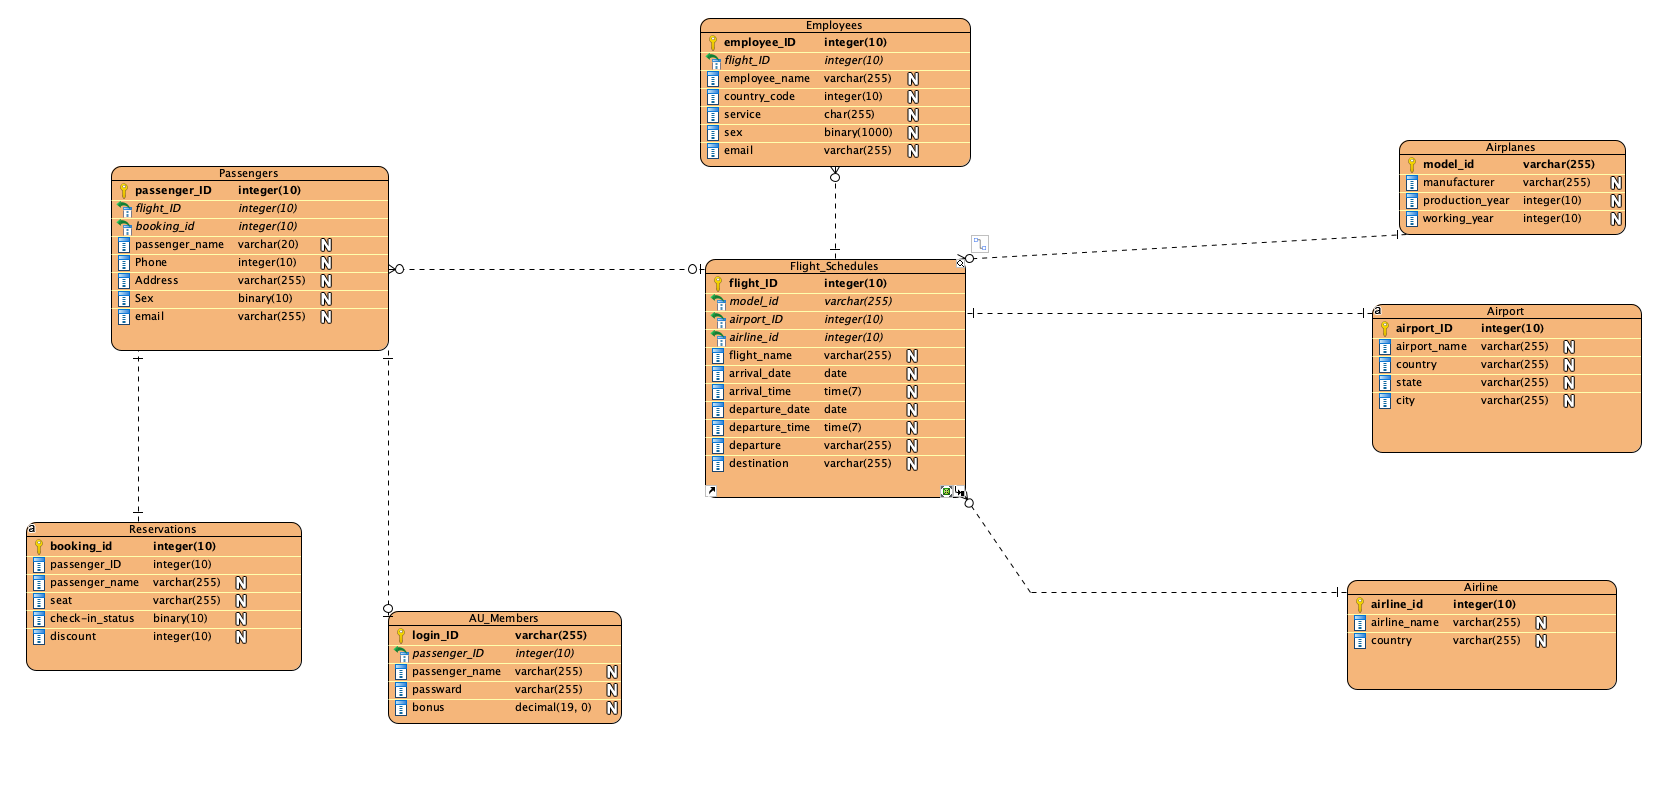 Employees
employee_ID integer(10)
flight_ID integer(10)
employee_name varchar(255) N
country_code integer(10) N
service char(255) N
sex binary(1000) N
email varchar(255) N
Airplanes
model_id varchar(255)
manufacturer varchar(255) N
production_year integer(10) N
working_year integer(10) N
Passengers
passenger_ID integer(10)
flight_ID integer(10)
booking_id integer(10)
passenger_name varchar(20) N
Phone integer(10) N
Address varchar(255) N
Sex binary(10) N
email varchar(255) N
Flight_Schedules
flight_ID integer(10)
model_id varchar(255)
airport_ID integer(10)
airline_id integer(10)
flight_name varchar(255) N
arrival_date date N
arrival_time time(7) N
departure_date date N
departure_time time(7) N
departure varchar(255) N
destination varchar(255) N
a Airport
airport_ID integer(10)
airport_name varchar(255) N
country varchar(255) N
state varchar(255) N
city varchar(255) N
a Reservations
booking_id integer(10)
passenger_ID integer(10)
passenger_name varchar(255) N
seat varchar(255) N
check-in_status binary(10) N
discount integer(10) N
AU_Members
login_ID varchar(255)
passenger_ID integer(10)
passenger_name varchar(255) N
passward varchar(255) N
bonus decimal(19, 0) N
Airline
airline_id integer(10)
airline_name varchar(255) N
country varchar(255) N